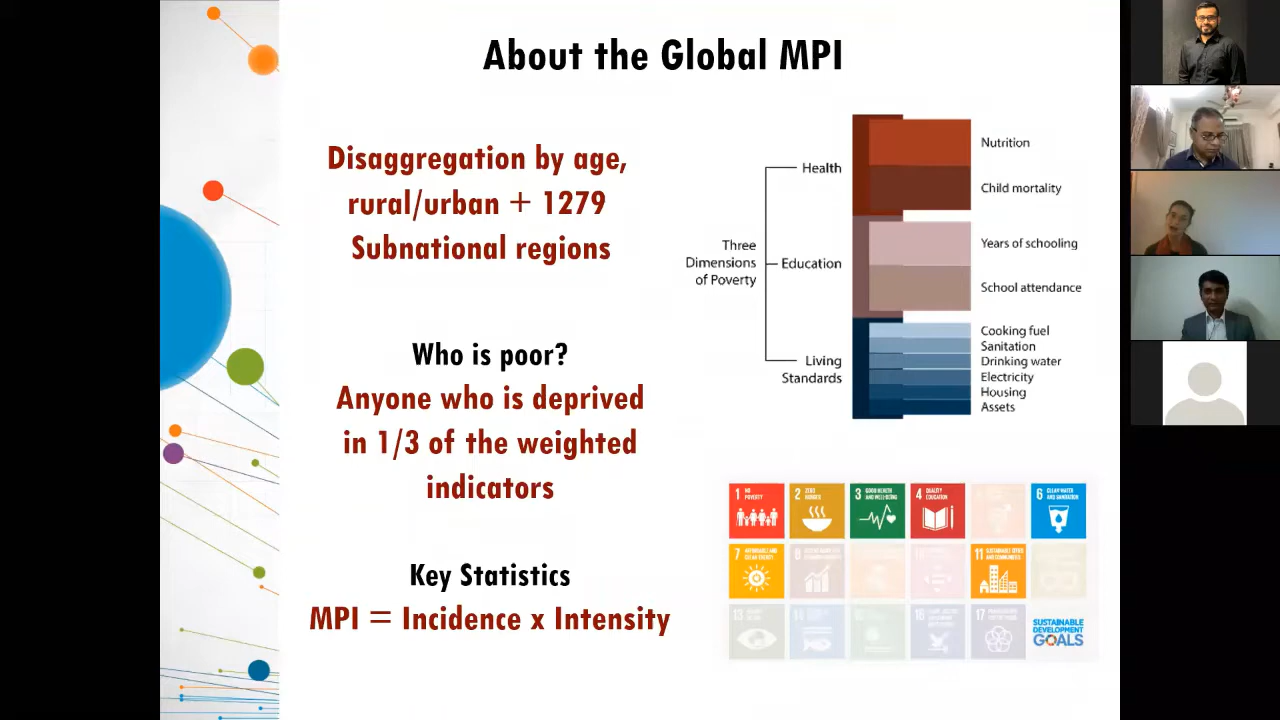 About the Global MPI
Disaggregation by age,
rural/urban + 1279
Subnational regions
Who is poor?
Anyone who is deprived
in 1/3 of the weighted
indicators
Key Statistics
MPI = Incidence x Intensity
Three
Dimensions
of Poverty
Health
Education
Living
Standards
Nutrition
Child mortality
Years of schooling
School attendance
Cooking fuel
Sanitation
Drinking water
Electricity
Housing
Assets
1 NO
POVERTY
2 ZERO
HUNGER
3 GOOD HEALTH
AND WELL-BEING
4 QUALITY
EDUCATION
6 CLEAN WATER
AND SANITATION
7 AFFORDABLE AND
CLEAN ENERGY
11 SUSTAINABLE CITIES
AND COMMUNITIES
13
17
SUSTAINABLE
DEVELOPMENT
GOALS